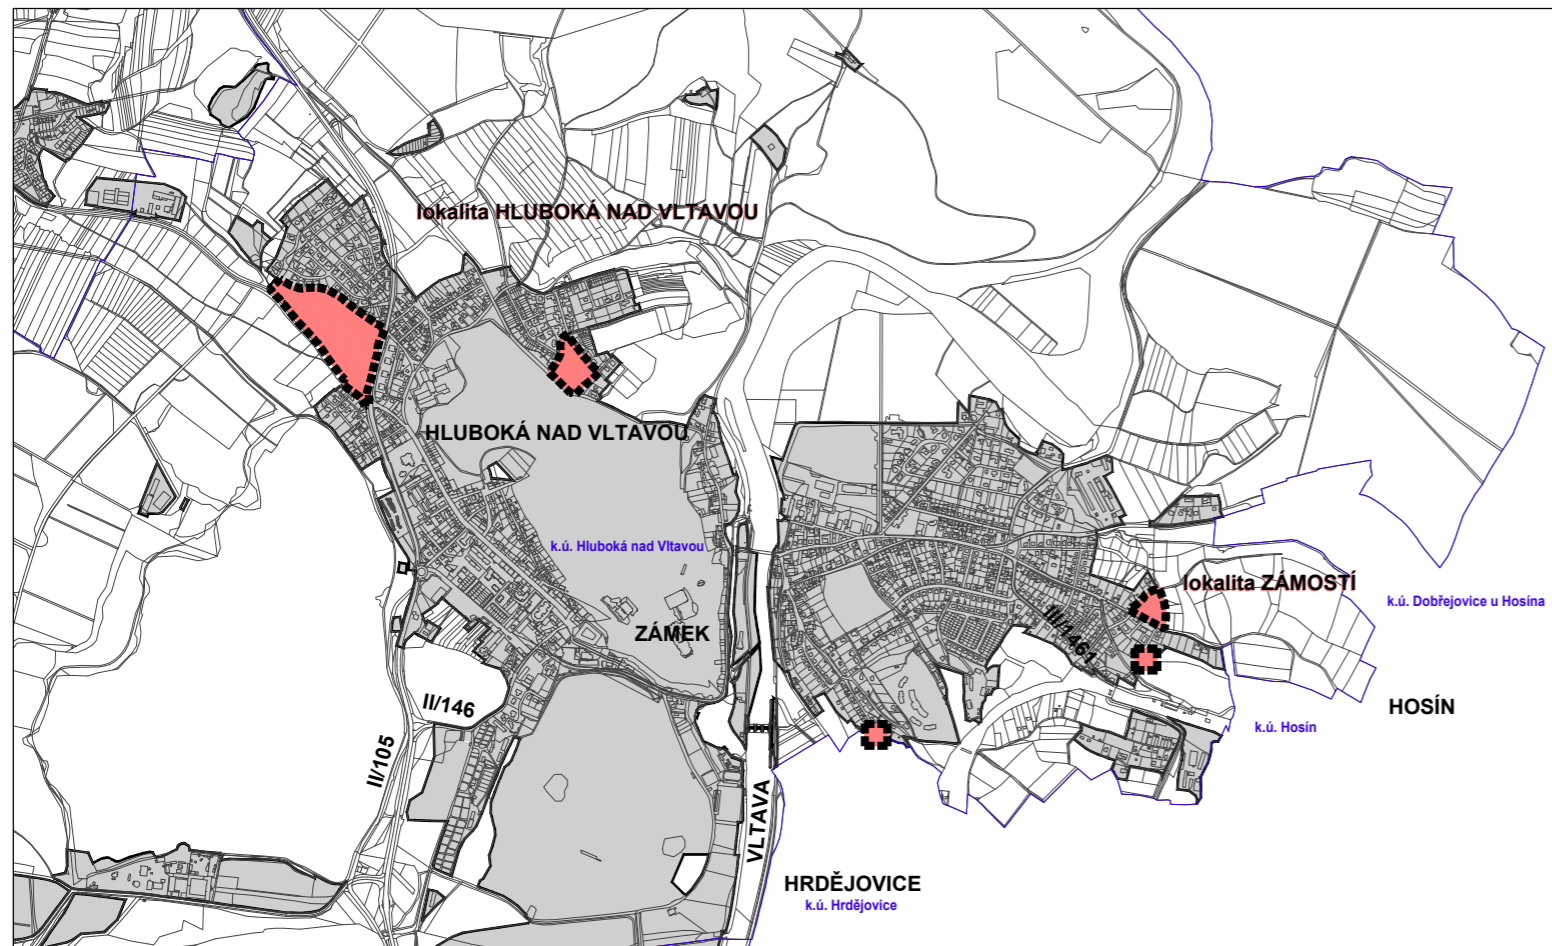 lokalita HLUBOKÁ NAD VLTAVOU
HLUBOKÁ NAD VLTAVOU
k.ú. Hluboká nad Vltavou
lokalita ZÁMOSTÍ
k.ú. Dobřejovice u Hosína
ZÁMEK
III/1461
II/146
HOSÍN
k.ú. Hosín
II/105
VLTAVA
HRDĚJOVICE
k.ú. Hrdějovice